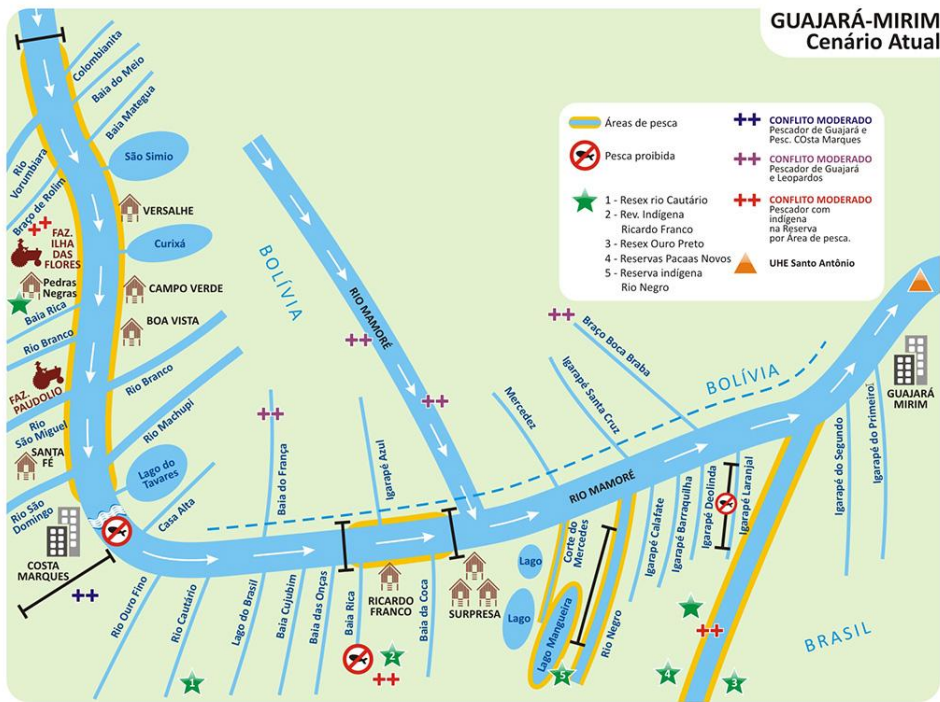 GUAJARÁ-MIRIM
Cenário Atual
Áreas de pesca
Pesca proibida
1 - Resex rio Cautário
2 - Rev. Indígena
Ricardo Franco
3 - Resex Ouro Preto
4 - Reservas Pacaas Novos
5 - Reserva indígena
Rio Negro
CONFLITO MODERADO
Pescador de Guajará e
Pesc. COsta Marques
CONFLITO MODERADO
Pescador de Guajará
e Leopardos
CONFLITO MODERADO
Pescador com
indígena
na Reserva
por Área de pesca.
UHE Santo Antônio
Colombianita
Baia do Meio
Baia Mategua
Rio
Vorumbiara
Braço de Rolim
São Simio
VERSALHE
Curixá
FAZ.
ILHA
DAS
FLORES
Pedras
Negras
CAMPO VERDE
Baia Rica
BOA VISTA
Rio Branco
FAZ.
PAUDOLIO
Rio Branco
Rio
São Miguel
Rio Machupi
SANTA
FÉ
Lago do
Tavares
Rio São
Domingo
Casa Alta
COSTA
MARQUES
BOLÍVIA
RIO MAMORÉ
Baia do França
Igarapé Azul
Mercedez
Igarapé Santa Cruz
Braço Boca Braba
BOLÍVIA
RIO MAMORÉ
GUAJARÁ
MIRIM
Rio Ouro Fino
Rio Cautário
Lago do Brasil
Baia Cujubim
Baia das Onças
Baia Rica
RICARDO
FRANCO
Baia da Coca
SURPRESA
Lago
Lago
Corte do
Mercedes
Lago Mangueira
Rio Negro
Igarapé Calafate
Igarapé Barraquilha
Igarapé Deolinda
Igarapé Laranjal
Igarapé do Segundo
Igarapé do Primeiroi
BRASIL
1
2
5
4
3